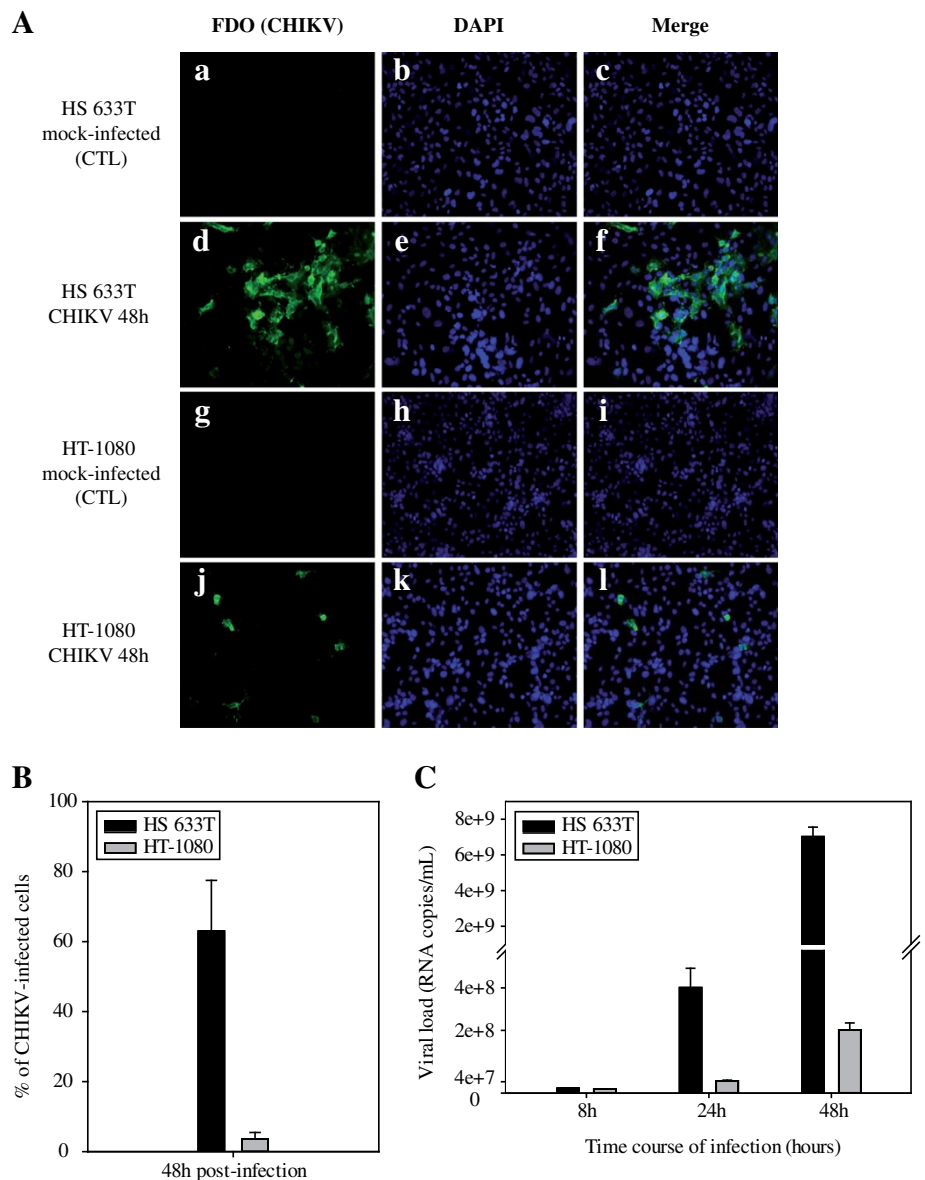 A
FDO (CHIKV)
DAPI
Merge
HS 633T
mock-infected
(CTL)
a
b
c
HS 633T
CHIKV 48h
d
e
f
HT-1080
mock-infected
(CTL)
g
h
i
HT-1080
CHIKV 48h
j
k
l
B
% of CHIKV-infected cells
100
80
60
40
20
0
HS 633T
HT-1080
48h post-infection
C
Viral load (RNA copies/mL)
8e+9
6e+9
4e+9
2e+9
4e+8
2e+8
4e+7
0
HS 633T
HT-1080
8h
24h
48h
Time course of infection (hours)